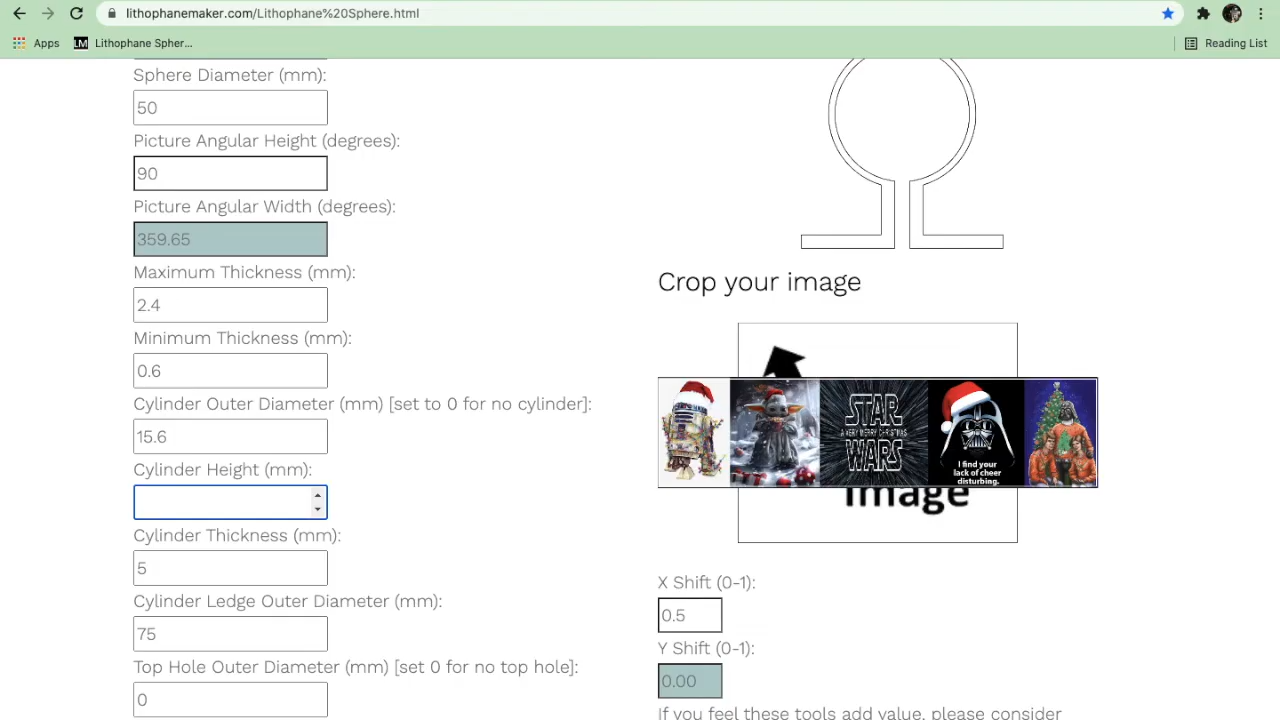 lithophanemaker.com/Lithophane%20Sphere.html
Apps
LM
Lithophane Spher...
Reading List
Sphere Diameter (mm):
50
Picture Angular Height (degrees):
90
Picture Angular Width (degrees):
359.65
Maximum Thickness (mm):
2.4
Minimum Thickness (mm):
0.6
Cylinder Outer Diameter (mm) [set to 0 for no cylinder]:
15.6
Cylinder Height (mm):
Cylinder Thickness (mm):
5
Cylinder Ledge Outer Diameter (mm):
75
Top Hole Outer Diameter (mm) [set 0 for no top hole]:
0
Crop your image
STAR
A VERY MERRY CHRISTMAS
WARS
I find your
lack of cheer
disturbing.
Image
X Shift (0-1):
0.5
Y Shift (0-1):
0.00
If you feel these tools add value, please consider